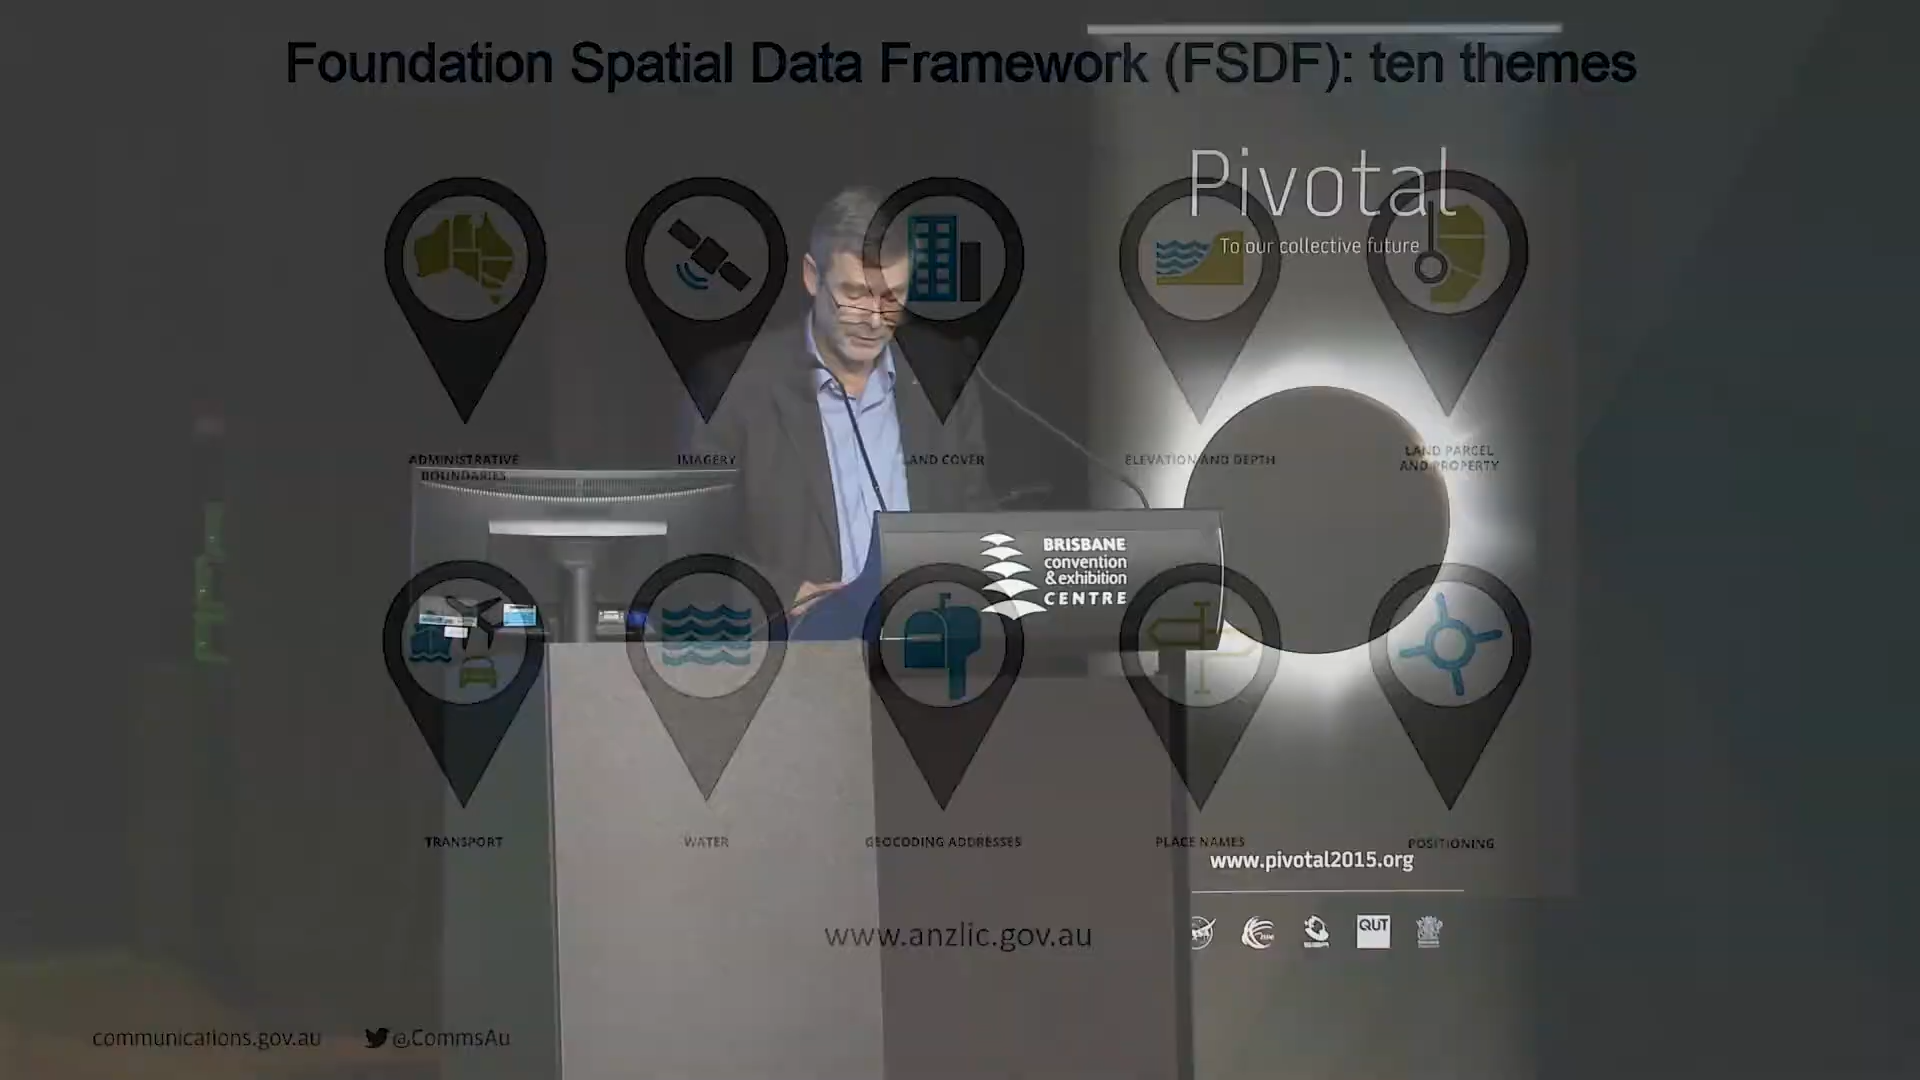 Foundation Spatial Data Framework (FSDF): ten themes
Pivotal
To our collective future
ADMINISTRATIVE
BOUNDARIES
IMAGERY
LAND COVER
ELEVATION AND DEPTH
LAND PARCEL
AND PROPERTY
BRISBANE
convention
& exhibition
CENTRE
TRANSPORT
WATER
GEOCODING ADDRESSES
PLACE NAMES
POSITIONING
www.pivotal2015.org
QUT
www.anzlic.gov.au
communications.gov.au
@CommsAu